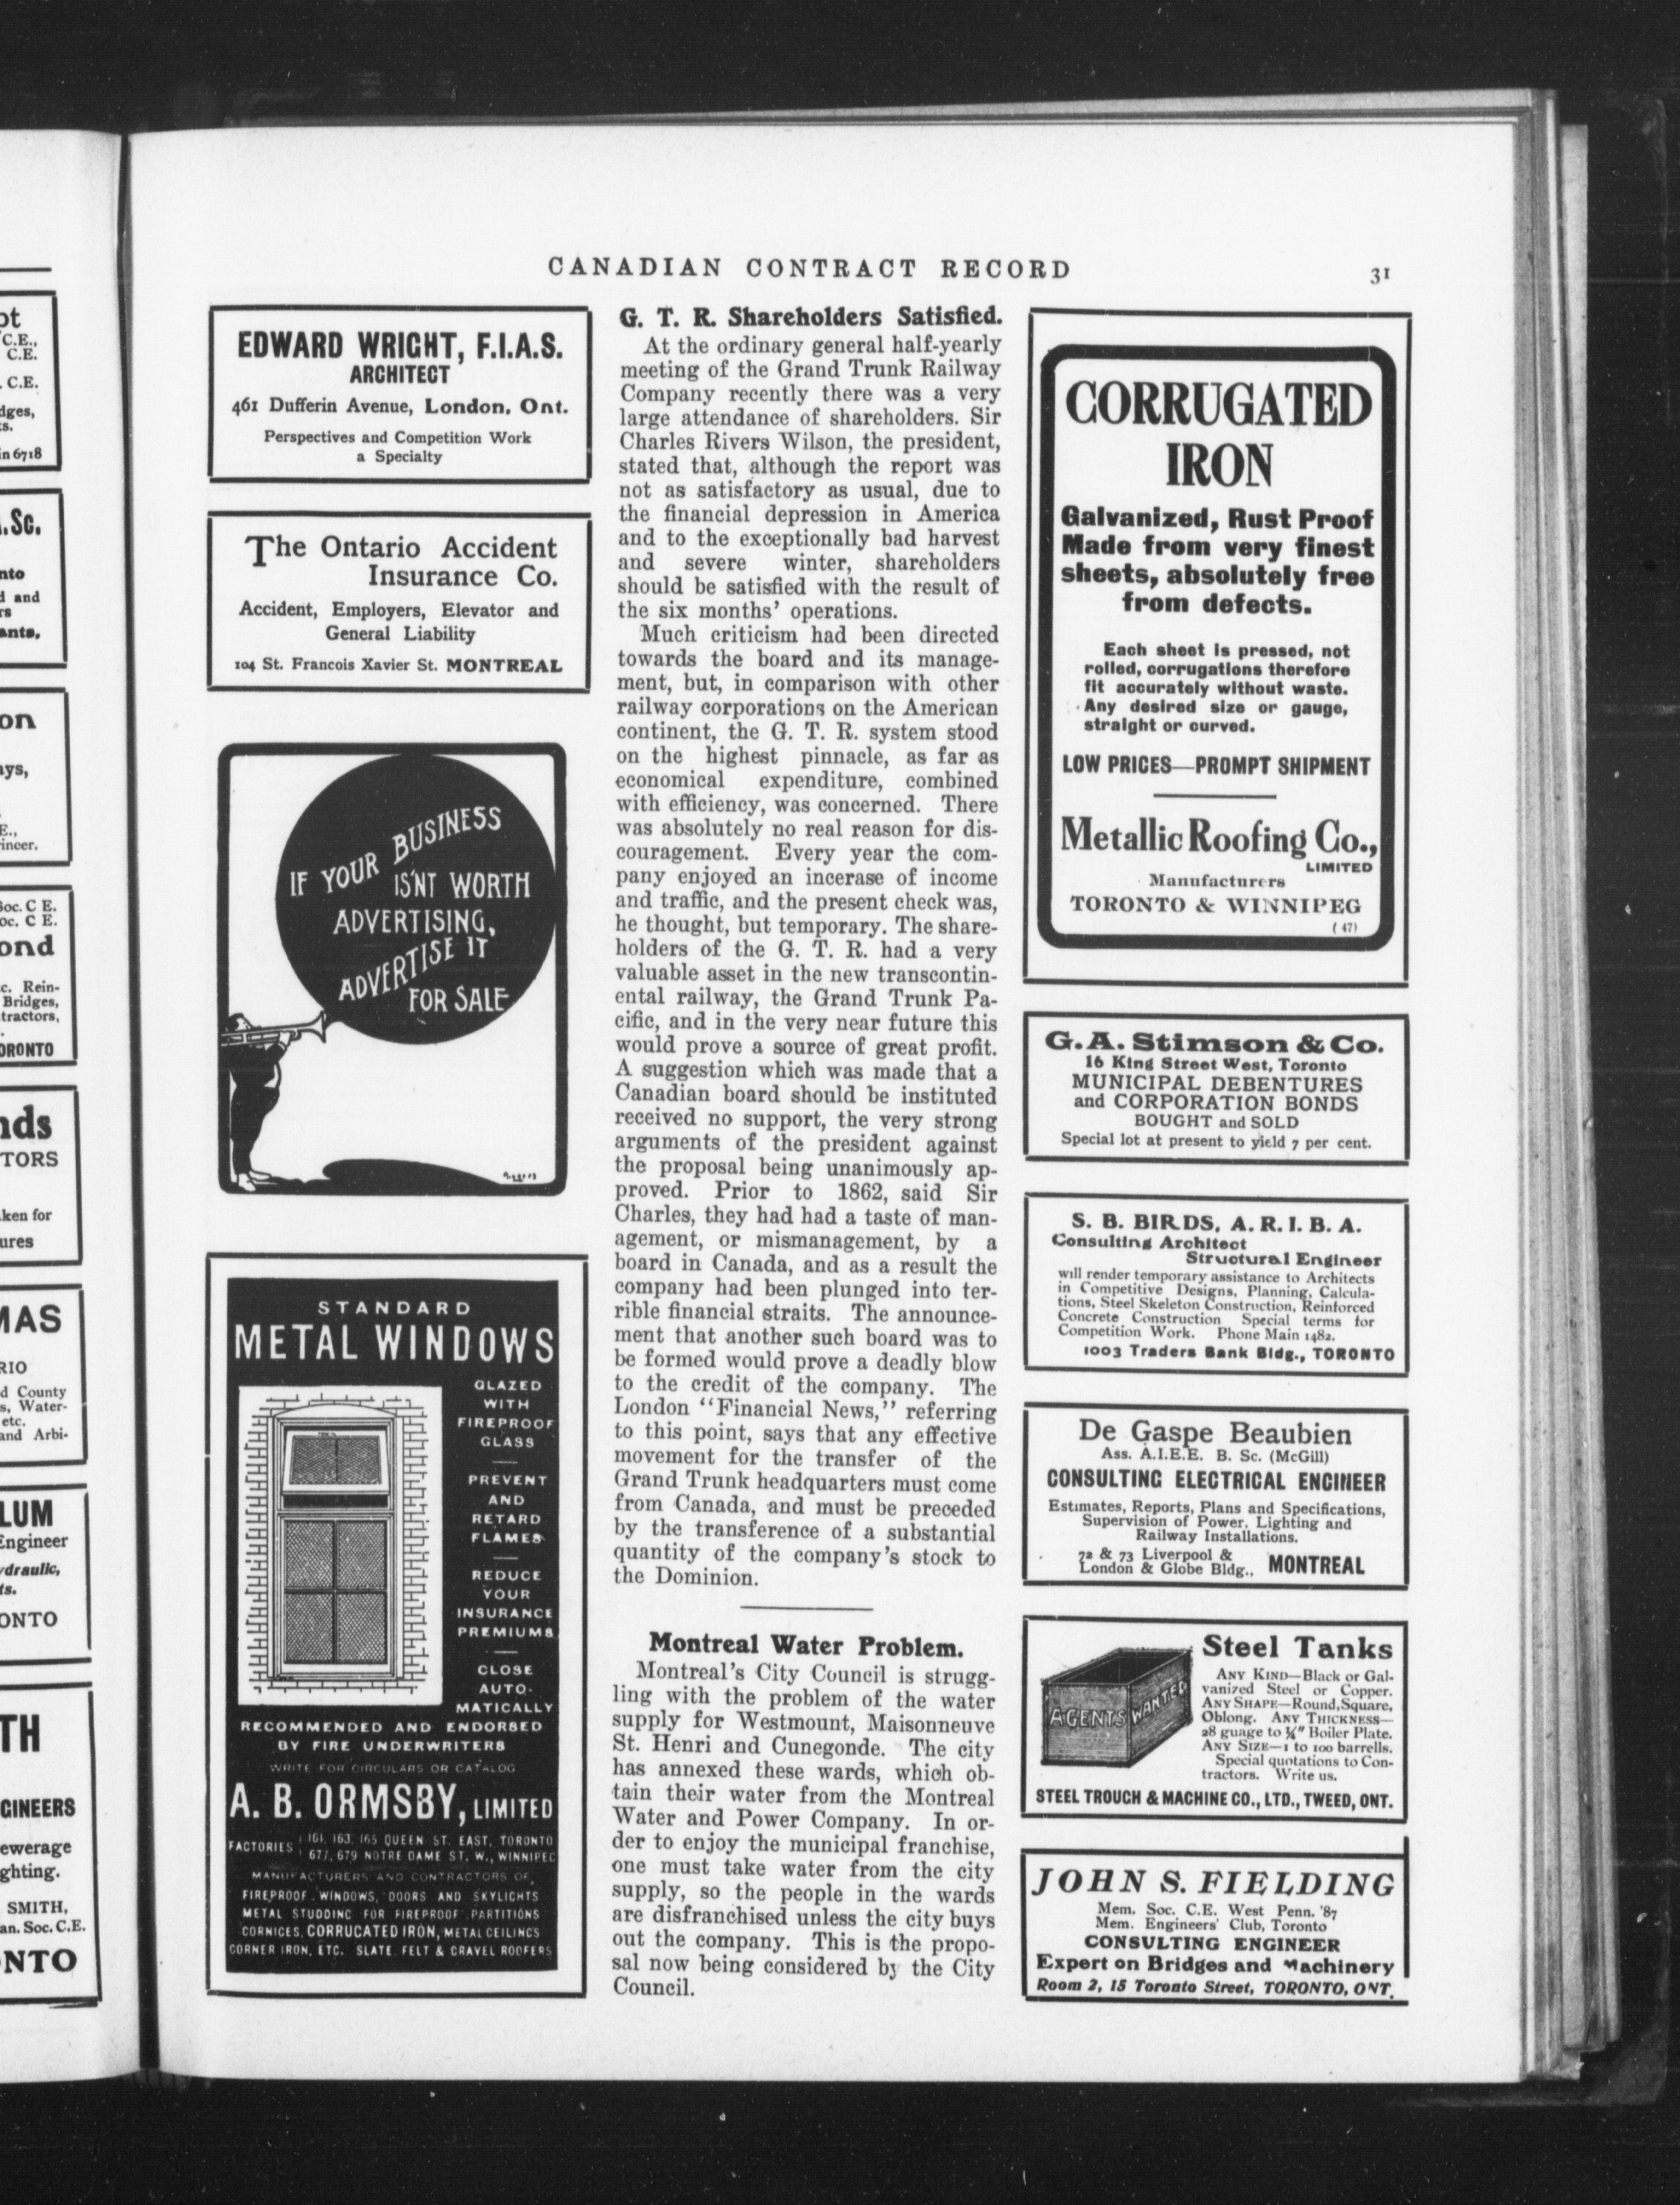 CANADIAN CONTRACT RECORD
31
EDWARD WRIGHT, F.I.A.S.
ARCHITECT
461 Dufferin Avenue, London, Ont.
Perspectives and Competition Work
a Specialty
The Ontario Accident
Insurance Co.
Accident, Employers, Elevator and
General Liability
104 St. Francois Xavier St. MONTREAL
IF YOUR BUSINESS
IS'NT WORTH
ADVERTISING,
ADVERTISE IT
FOR SALE
STANDARD
METAL WINDOWS
GLAZED
WITH
FIREPROOF
GLASS
PREVENT
AND
RETARD
FLAMES
REDUCE
YOUR
INSURANCE
PREMIUMS
CLOSE
AUTO-
MATICALLY
RECOMMENDED AND ENDORSED
BY FIRE UNDERWRITERS
WRITE FOR CIRCULARS OR CATALOG
A. B. ORMSBY, LIMITED
FACTORIES 161, 163, 165 QUEEN ST. EAST, TORONTO
677, 679 NOTRE DAME ST. W., WINNIPEG
MANUFACTURERS AND CONTRACTORS OF
FIREPROOF WINDOWS, DOORS AND SKYLIGHTS
METAL STUDDING FOR FIREPROOF PARTITIONS
CORNICES, CORRUGATED IRON, METAL CEILINGS
CORNER IRON, ETC. SLATE, FELT & GRAVEL ROOFERS
G. T. R. Shareholders Satisfied.
At the ordinary general half-yearly
meeting of the Grand Trunk Railway
Company recently there was a very
large attendance of shareholders. Sir
Charles Rivers Wilson, the president,
stated that, although the report was
not as satisfactory as usual, due to
the financial depression in America
and to the exceptionally bad harvest
and severe winter, shareholders
should be satisfied with the result of
the six months' operations.
Much criticism had been directed
towards the board and its manage-
ment, but, in comparison with other
railway corporations on the American
continent, the G. T. R. system stood
on the highest pinnacle, as far as
economical expenditure, combined
with efficiency, was concerned. There
was absolutely no real reason for dis-
couragement. Every year the com-
pany enjoyed an incerase of income
and traffic, and the present check was,
he thought, but temporary. The share-
holders of the G. T. R. had a very
valuable asset in the new transcontin-
ental railway, the Grand Trunk Pa-
cific, and in the very near future this
would prove a source of great profit.
A suggestion which was made that a
Canadian board should be instituted
received no support, the very strong
arguments of the president against
the proposal being unanimously ap-
proved. Prior to 1862, said Sir
Charles, they had had a taste of man-
agement, or mismanagement, by a
board in Canada, and as a result the
company had been plunged into ter-
rible financial straits. The announce-
ment that another such board was to
be formed would prove a deadly blow
to the credit of the company. The
London "Financial News," referring
to this point, says that any effective
movement for the transfer of the
Grand Trunk headquarters must come
from Canada, and must be preceded
by the transference of a substantial
quantity of the company's stock to
the Dominion.
Montreal Water Problem.
Montreal's City Council is strugg-
ling with the problem of the water
supply for Westmount, Maisonneuve
St. Henri and Cunegonde. The city
has annexed these wards, which ob-
tain their water from the Montreal
Water and Power Company. In or-
der to enjoy the municipal franchise,
one must take water from the city
supply, so the people in the wards
are disfranchised unless the city buys
out the company. This is the propo-
sal now being considered by the City
Council.
CORRUGATED
IRON
Galvanized, Rust Proof
Made from very finest
sheets, absolutely free
from defects.
Each sheet is pressed, not
rolled, corrugations therefore
fit accurately without waste.
Any desired size or gauge,
straight or curved.
LOW PRICES—PROMPT SHIPMENT
Metallic Roofing Co.,
LIMITED
Manufacturers
TORONTO & WINNIPEG
(47)
G. A. Stimson & Co.
16 King Street West, Toronto
MUNICIPAL DEBENTURES
and CORPORATION BONDS
BOUGHT and SOLD
Special lot at present to yield 7 per cent.
S. B. BIRDS, A. R. I. B. A.
Consulting Architect
Structural Engineer
will render temporary assistance to Architects
in Competitive Designs, Planning, Calcula-
tions, Steel Skeleton Construction, Reinforced
Concrete Construction Special terms for
Competition Work. Phone Main 1482.
1003 Traders Bank Bldg., TORONTO
De Gaspe Beaubien
Ass. A.I.E.E. B. Sc. (McGill)
CONSULTING ELECTRICAL ENGINEER
Estimates, Reports, Plans and Specifications,
Supervision of Power, Lighting and
Railway Installations.
72 & 73 Liverpool &
London & Globe Bldg., MONTREAL
AGENTS WANTED
Steel Tanks
ANY KIND—Black or Gal-
vanized Steel or Copper.
ANY SHAPE—Round, Square,
Oblong. ANY THICKNESS—
28 guage to ¼" Boiler Plate.
ANY SIZE—1 to 100 barrells.
Special quotations to Con-
tractors. Write us.
STEEL TROUGH & MACHINE CO., LTD., TWEED, ONT.
JOHN S. FIELDING
Mem. Soc. C.E. West Penn. '87
Mem. Engineers' Club, Toronto
CONSULTING ENGINEER
Expert on Bridges and Machinery
Room 2, 15 Toronto Street, TORONTO, ONT.